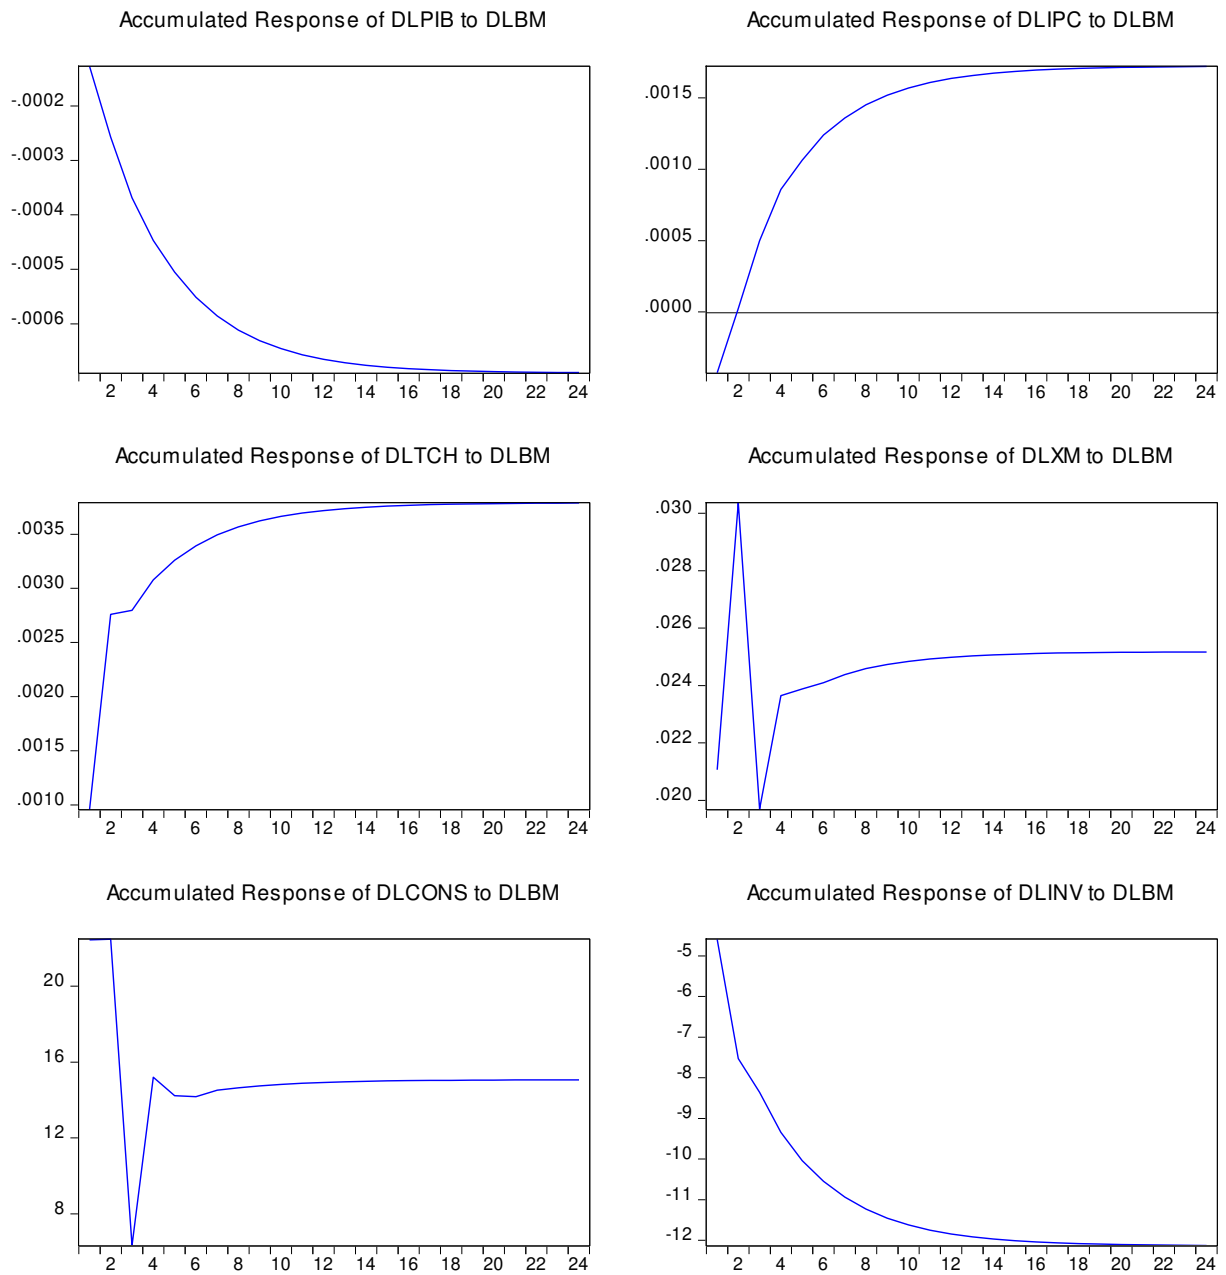 Accumulated Response of DLPIB to DLBM
-.0002
-.0003
-.0004
-.0005
-.0006
2 4 6 8 10 12 14 16 18 20 22 24
Accumulated Response of DLIPC to DLBM
.0015
.0010
.0005
.0000
2 4 6 8 10 12 14 16 18 20 22 24
Accumulated Response of DLTCH to DLBM
.0035
.0030
.0025
.0020
.0015
.0010
2 4 6 8 10 12 14 16 18 20 22 24
Accumulated Response of DLXM to DLBM
.030
.028
.026
.024
.022
.020
2 4 6 8 10 12 14 16 18 20 22 24
Accumulated Response of DLCONS to DLBM
20
16
12
8
2 4 6 8 10 12 14 16 18 20 22 24
Accumulated Response of DLINV to DLBM
-5
-6
-7
-8
-9
-10
-11
-12
2 4 6 8 10 12 14 16 18 20 22 24